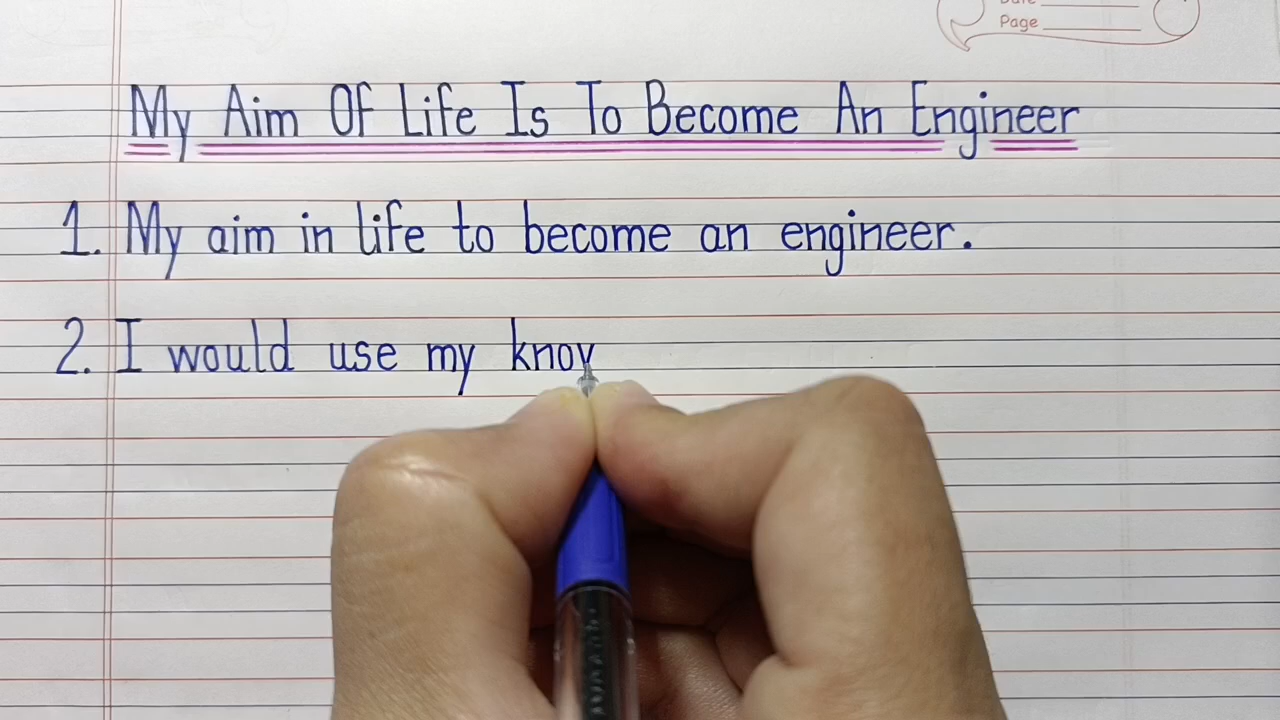 Page
My Aim Of Life Is To Become An Engineer
1. My aim in life to become an engineer.
2. I would use my knov